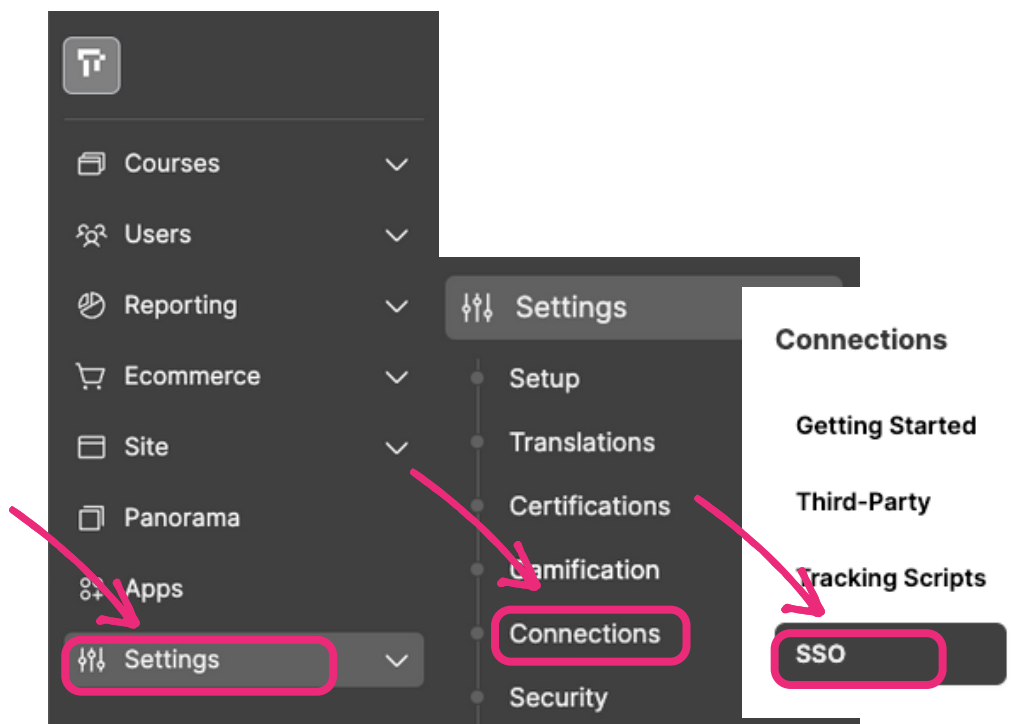 Courses
Users
Reporting
Ecommerce
Site
Panorama
Apps
Settings
Settings
Setup
Translations
Certifications
Gamification
Connections
Security
Connections
Getting Started
Third-Party
Tracking Scripts
SSO